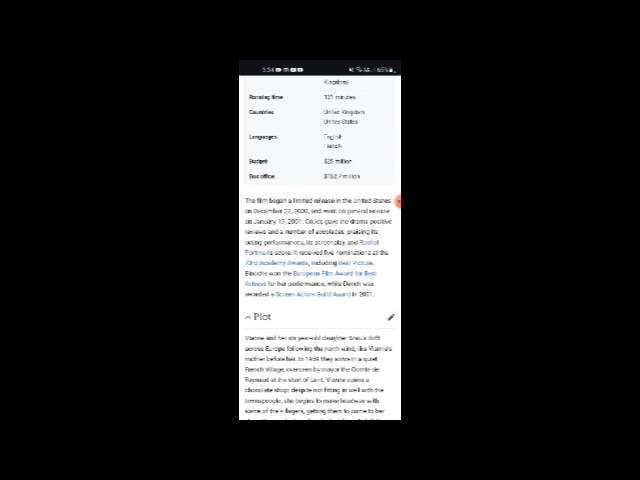 Kingdom)
Running time 121 minutes
Countries United Kingdom
United States
Languages English
French
Budget $25 million
Box office $152.7 million
The film began a limited release in the United States
on December 22, 2000, and went on general release
on January 19, 2001. Critics gave the drama positive
reviews and a number of accolades, praising its
acting performances, its screenplay, and Rachel
Portman's score. It received five nominations at the
73rd Academy Awards, including Best Picture.
Binoche won the European Film Award for Best
Actress for her performance, while Dench was
awarded a Screen Actors Guild Award in 2001.
Plot
Vianne and her six year-old daughter Anouk drift
across Europe following the north wind, like Vianne's
mother before her. In 1959 they arrive in a quiet
French village, overseen by mayor the Comte de
Reynaud at the start of Lent. Vianne opens a
chocolate shop; despite not fitting in well with the
townspeople, she begins to make headway with
some of the villagers, getting them to come to her